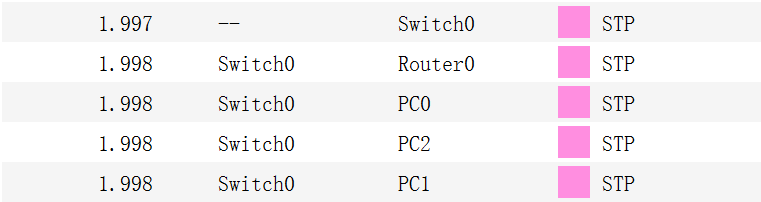 1.997 -- Switch0 STP
1.998 Switch0 Router0 STP
1.998 Switch0 PC0 STP
1.998 Switch0 PC2 STP
1.998 Switch0 PC1 STP